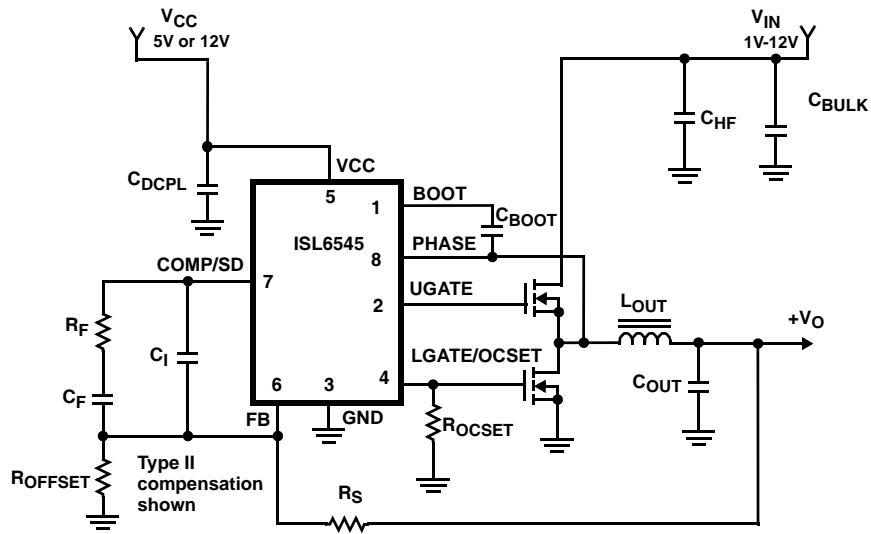 VCC
5V or 12V
VIN
1V-12V
CHF
CBULK
CDCPL
VCC
5
1
BOOT
CBOOT
ISL6545
8
PHASE
COMP/SD
7
2
UGATE
RF
CI
CF
LOUT
+VO
LGATE/OCSET
4
6
3
FB
GND
ROCSET
COUT
ROFFSET
Type II
compensation
shown
RS